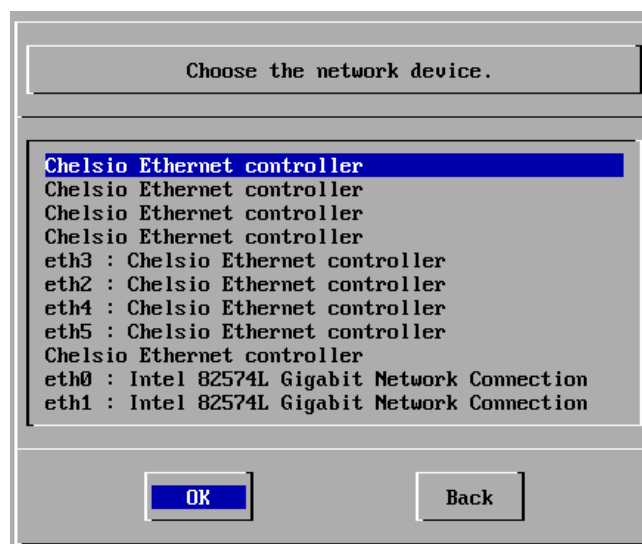 Choose the network device.
Chelsio Ethernet controller
Chelsio Ethernet controller
Chelsio Ethernet controller
Chelsio Ethernet controller
eth3 : Chelsio Ethernet controller
eth2 : Chelsio Ethernet controller
eth4 : Chelsio Ethernet controller
eth5 : Chelsio Ethernet controller
Chelsio Ethernet controller
eth0 : Intel 82574L Gigabit Network Connection
eth1 : Intel 82574L Gigabit Network Connection
OK Back